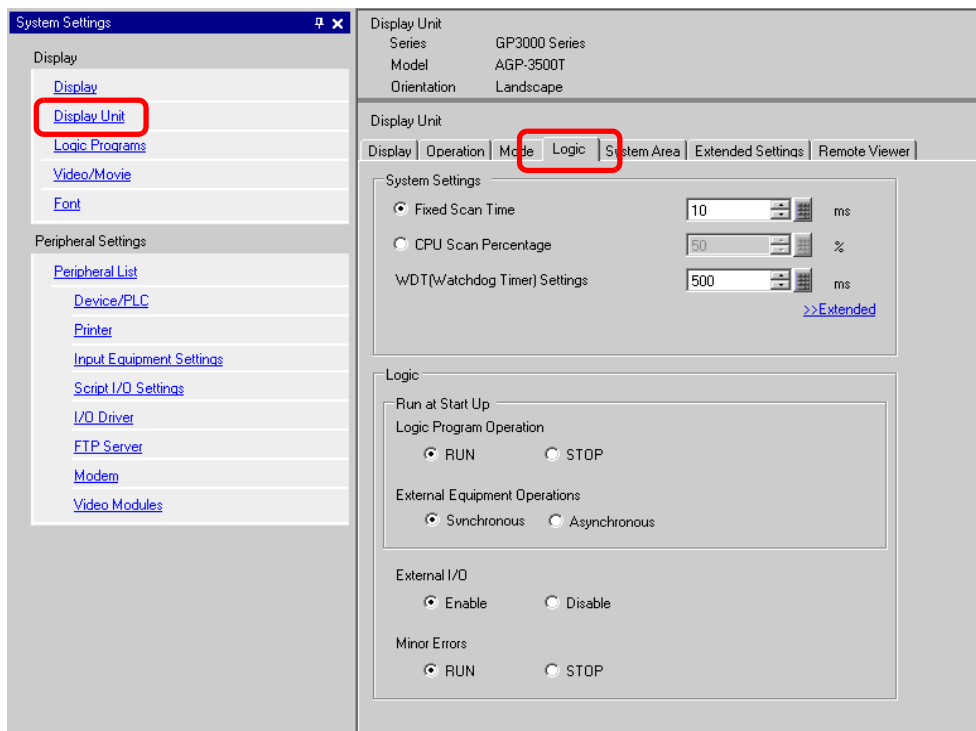 System Settings
Display
Display
Display Unit
Logic Programs
Video/Movie
Font
Peripheral Settings
Peripheral List
Device/PLC
Printer
Input Equipment Settings
Script I/O Settings
I/O Driver
FTP Server
Modem
Video Modules
Display Unit
Series GP3000 Series
Model AGP-3500T
Orientation Landscape
Display Unit
Display Operation Mode Logic System Area Extended Settings Remote Viewer
System Settings
Fixed Scan Time 10 ms
CPU Scan Percentage 50 %
WDT(Watchdog Timer) Settings 500 ms
>>Extended
Logic
Run at Start Up
Logic Program Operation
RUN STOP
External Equipment Operations
Synchronous Asynchronous
External I/O
Enable Disable
Minor Errors
RUN STOP